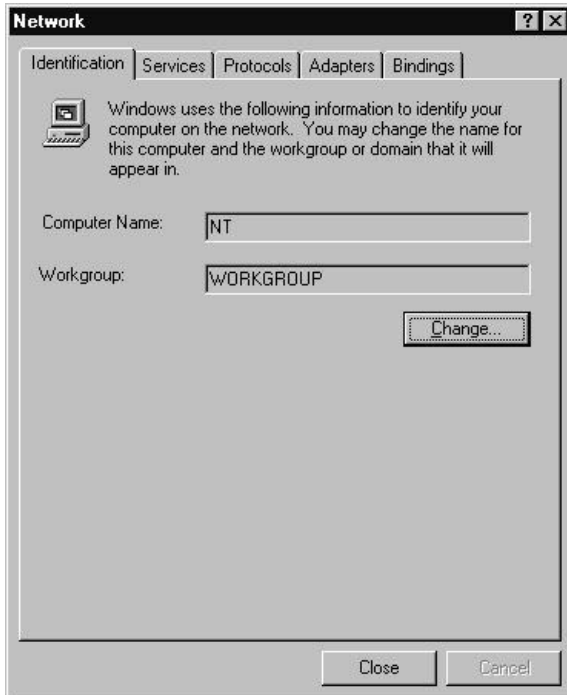 Network
Identification Services Protocols Adapters Bindings
Windows uses the following information to identify your
computer on the network. You may change the name for
this computer and the workgroup or domain that it will
appear in.
Computer Name: NT
Workgroup: WORKGROUP
Change...
Close Cancel